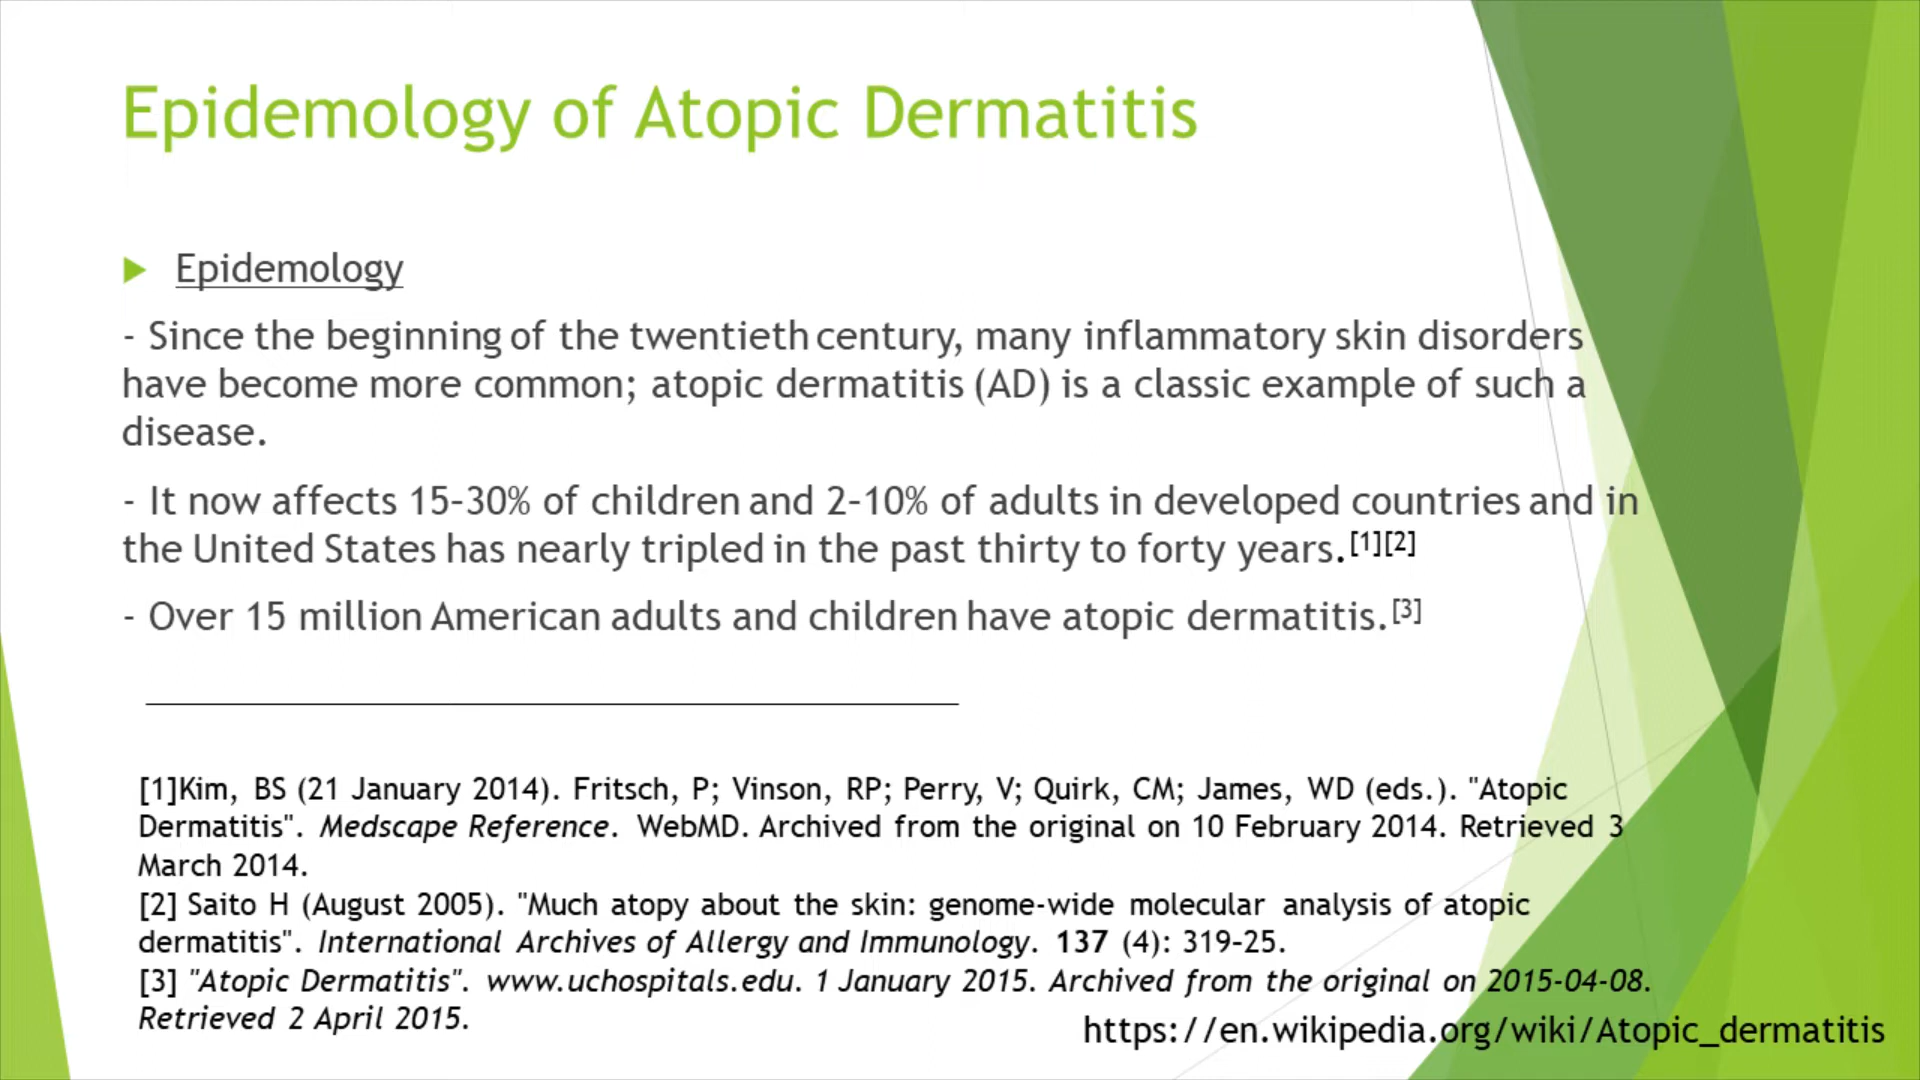 Epidemology of Atopic Dermatitis
Epidemology
- Since the beginning of the twentieth century, many inflammatory skin disorders
have become more common; atopic dermatitis (AD) is a classic example of such a
disease.
- It now affects 15–30% of children and 2–10% of adults in developed countries and in
the United States has nearly tripled in the past thirty to forty years.[1][2]
- Over 15 million American adults and children have atopic dermatitis.[3]
[1]Kim, BS (21 January 2014). Fritsch, P; Vinson, RP; Perry, V; Quirk, CM; James, WD (eds.). "Atopic
Dermatitis". Medscape Reference. WebMD. Archived from the original on 10 February 2014. Retrieved 3
March 2014.
[2] Saito H (August 2005). "Much atopy about the skin: genome-wide molecular analysis of atopic
dermatitis". International Archives of Allergy and Immunology. 137 (4): 319–25.
[3] "Atopic Dermatitis". www.uchospitals.edu. 1 January 2015. Archived from the original on 2015-04-08.
Retrieved 2 April 2015.
https://en.wikipedia.org/wiki/Atopic_dermatitis